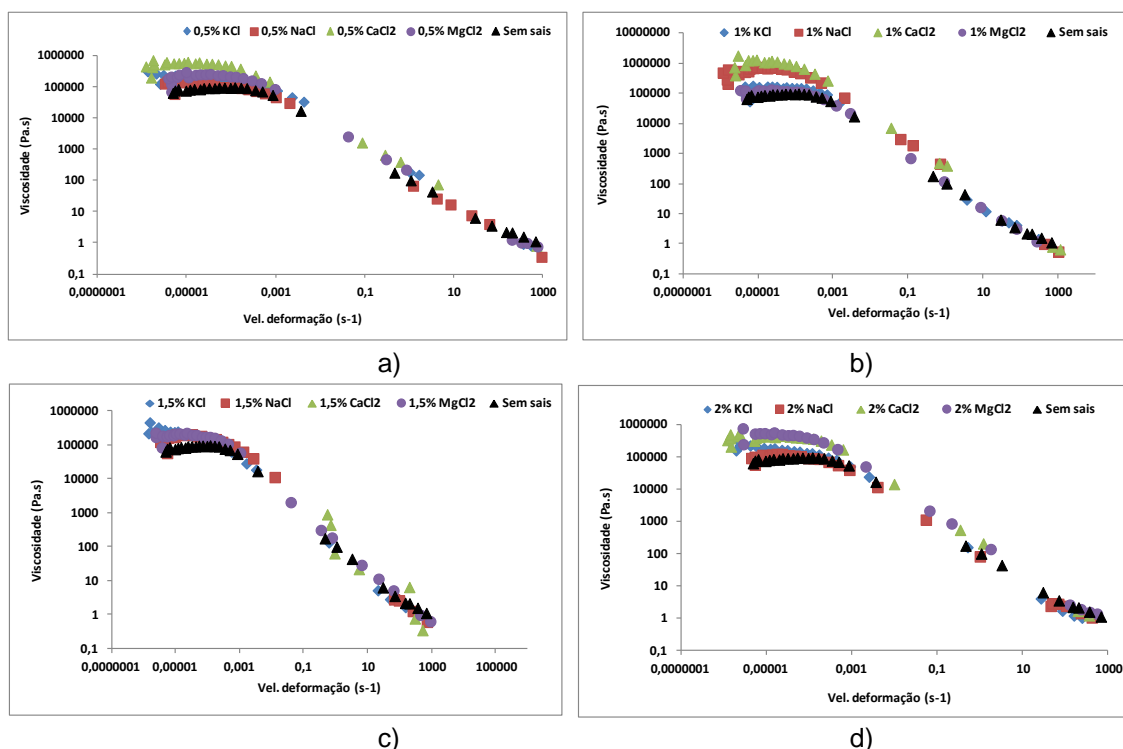 0,5% KCl 0,5% NaCl 0,5% CaCl2 0,5% MgCl2 Sem sais
1000000
100000
10000
1000
100
10
1
0,1
Viscosidade (Pa.s)
0,0000001 0,00001 0,001 0,1 10 1000
Vel. deformação (s-1)
a)
1% KCl 1% NaCl 1% CaCl2 1% MgCl2 Sem sais
10000000
1000000
100000
10000
1000
100
10
1
0,1
Viscosidade (Pa.s)
0,0000001 0,00001 0,001 0,1 10 1000
Vel. deformação (s-1)
b)
1,5% KCl 1,5% NaCl 1,5% CaCl2 1,5% MgCl2 Sem sais
1000000
100000
10000
1000
100
10
1
0,1
Viscosidade (Pa.s)
0,0000001 0,00001 0,001 0,1 10 1000 100000
Vel. deformação (s-1)
c)
2% KCl 2% NaCl 2% CaCl2 2% MgCl2 Sem sais
1000000
100000
10000
1000
100
10
1
0,1
Viscosidade (Pa.s)
0,0000001 0,00001 0,001 0,1 10 1000
Vel. deformação (s-1)
d)